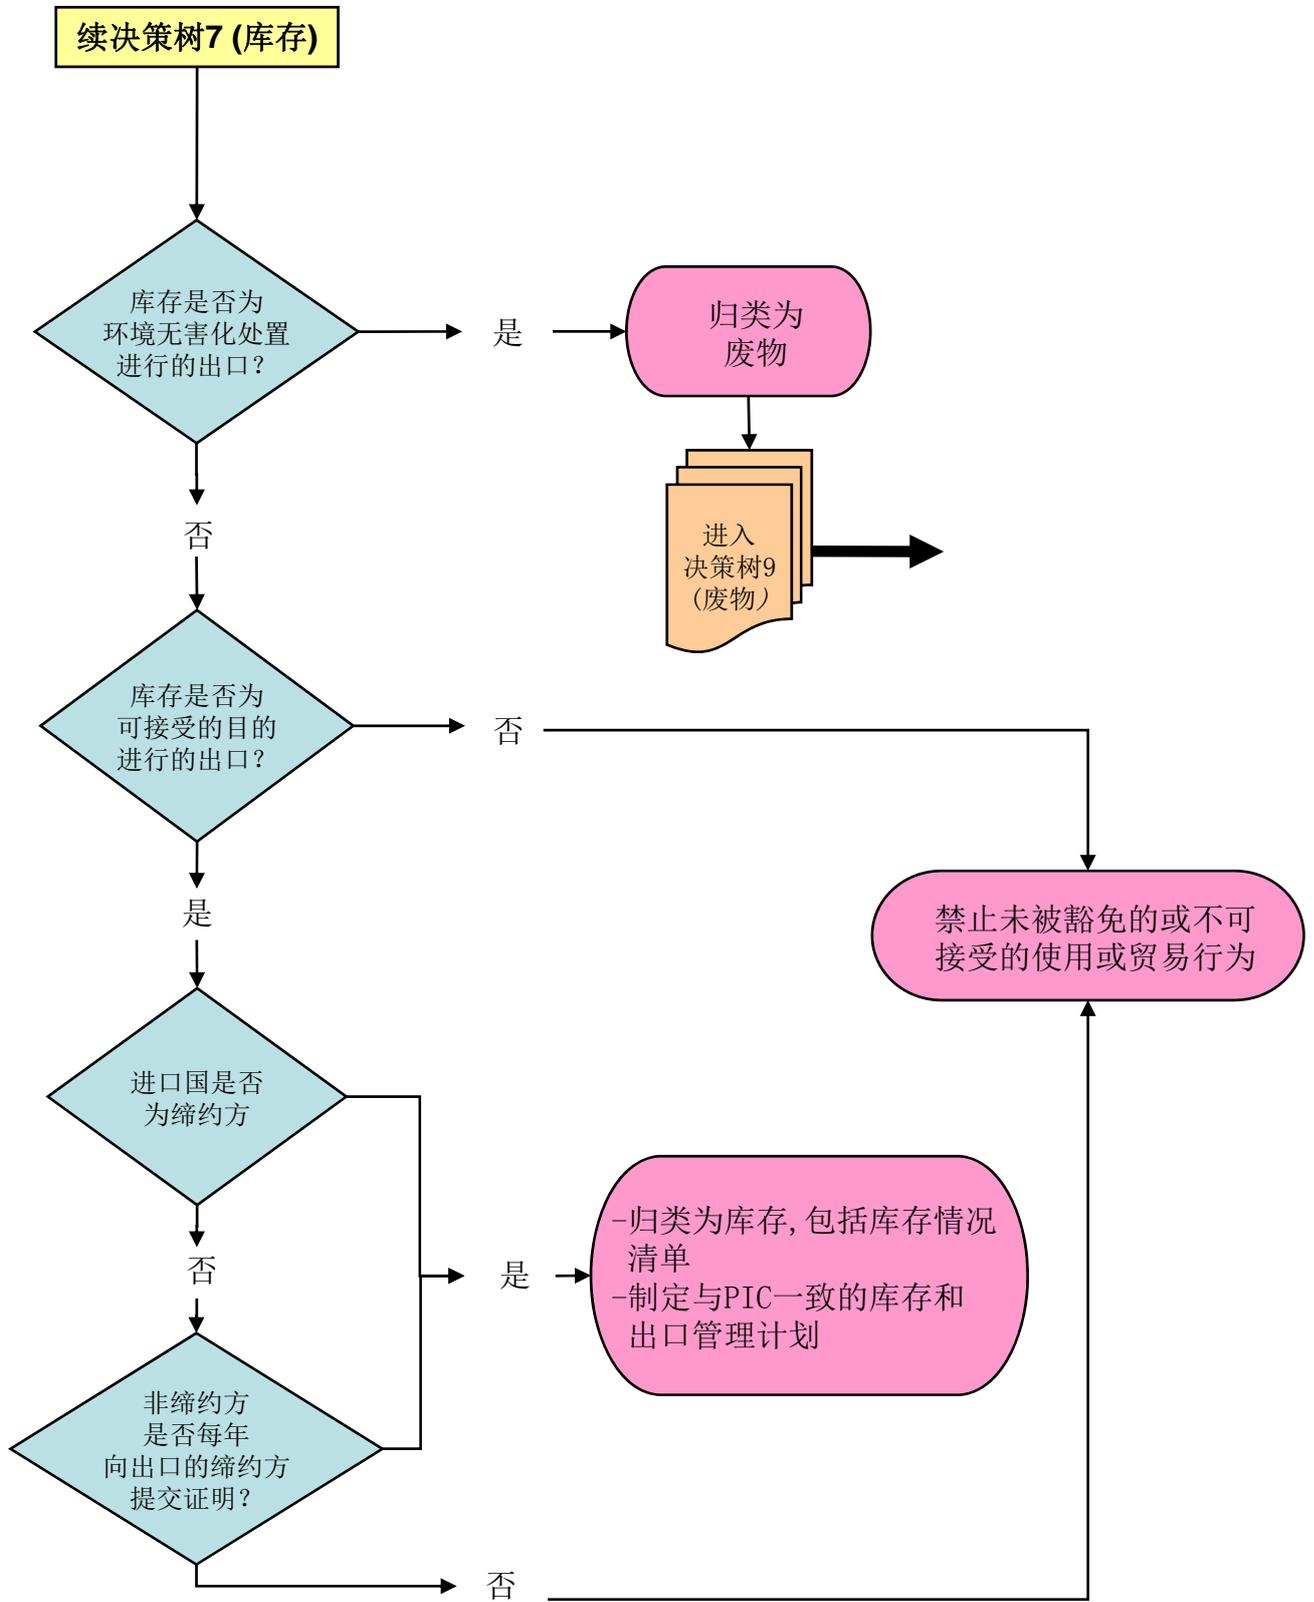 续决策树7 (库存)
库存是否为
环境无害化处置
进行的出口？
是
归类为
废物
进入
决策树9
（废物）
否
库存是否为
可接受的目的
进行的出口？
否
禁止未被豁免的或不可
接受的使用或贸易行为
是
进口国是否
为缔约方
否
是
-归类为库存,包括库存情况
清单
-制定与PIC一致的库存和
出口管理计划
非缔约方
是否每年
向出口的缔约方
提交证明？
否